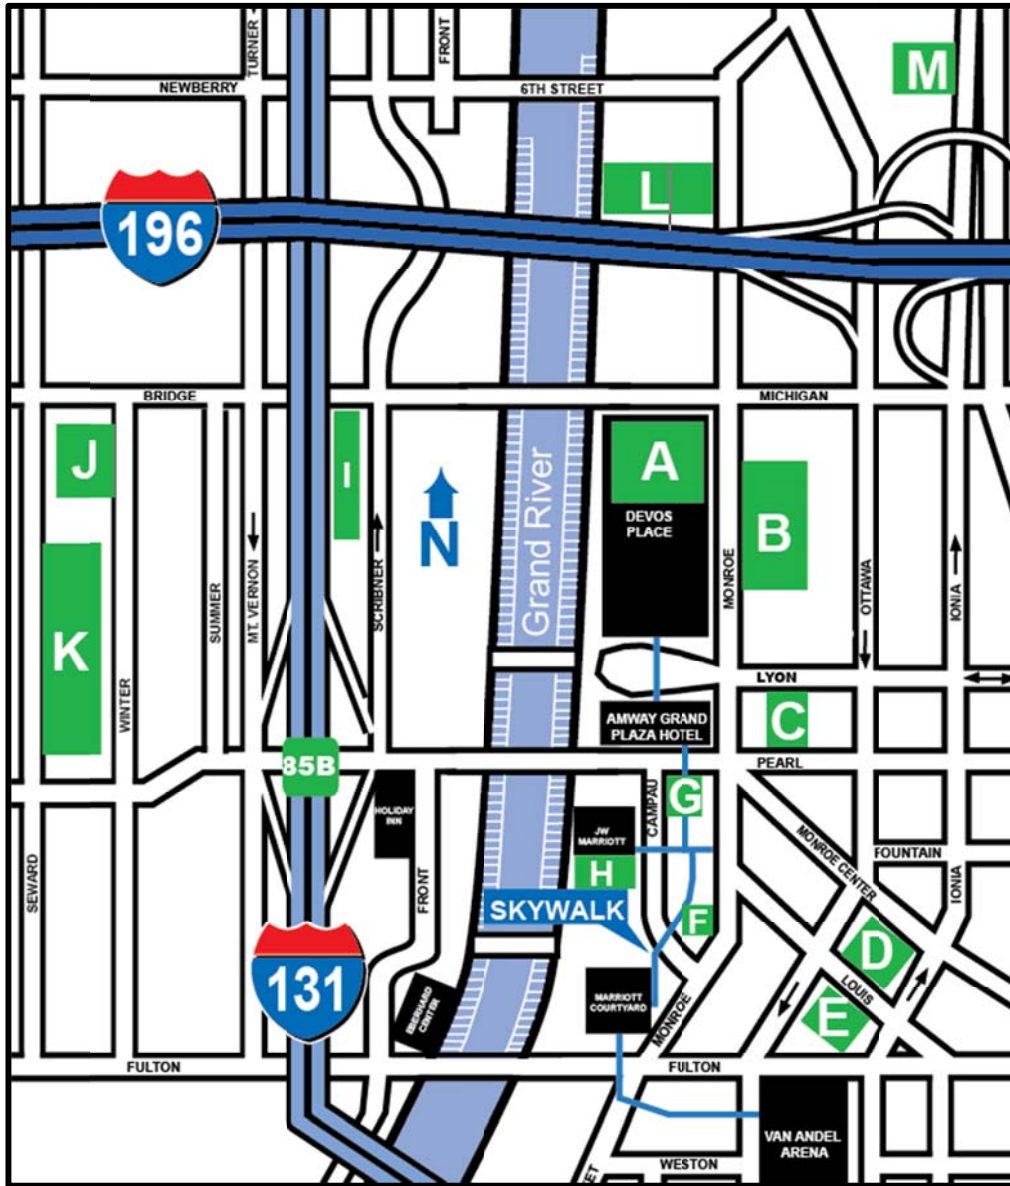 TURNER
FRONT
M
NEWBERRY
6TH STREET
L
196
BRIDGE
MICHIGAN
J
I
A
DEVOS
PLACE
B
N
Grand River
MONROE
OTTAWA
IONIA
SUMMER
MT. VERNON
SCRIBNER
K
WINTER
LYON
C
AMWAY GRAND
PLAZA HOTEL
PEARL
85B
HOLIDAY
INN
CAMPAU
G
JW
MARRIOTT
H
MONROE CENTER
FOUNTAIN
SEWARD
FRONT
IONIA
SKYWALK
F
D
131
MARRIOTT
COURTYARD
LOUIS
E
EBERHARD
CENTER
MONROE
FULTON
FULTON
VAN ANDEL
ARENA
WESTON
ET